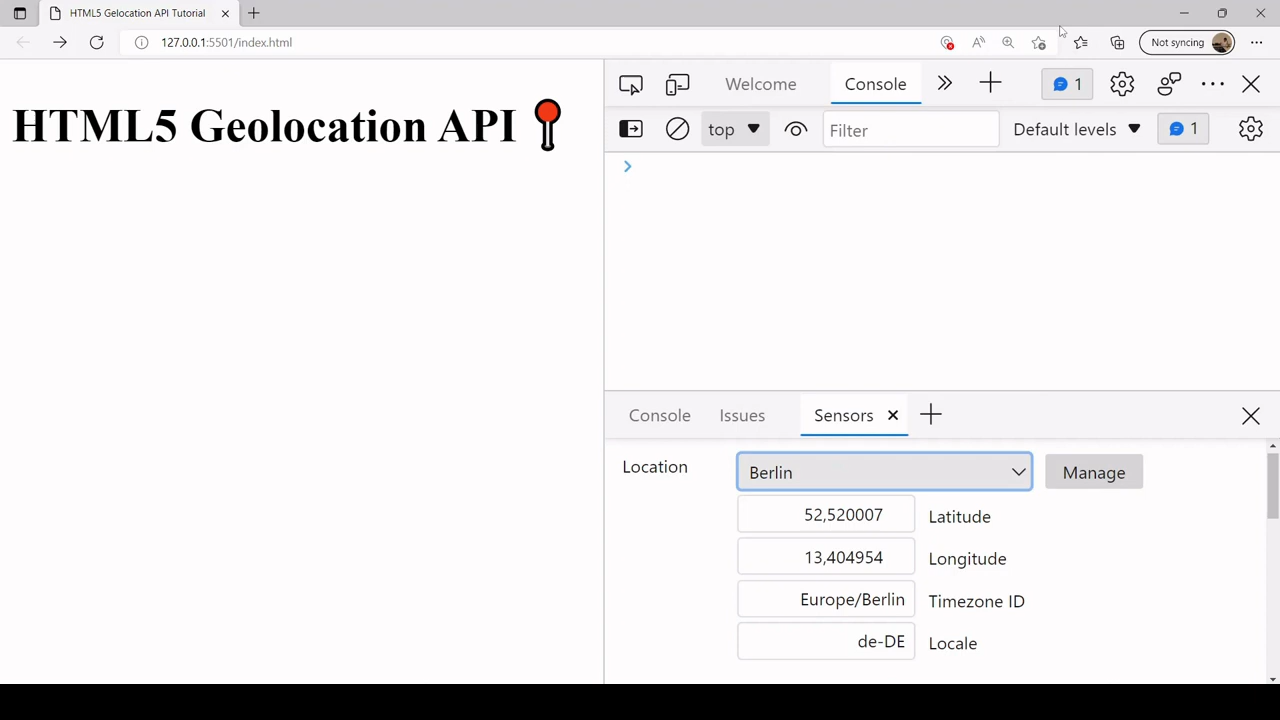 HTML5 Gelocation API Tutorial
127.0.0.1:5501/index.html
Not syncing
HTML5 Geolocation API
Welcome
Console
1
top
Filter
Default levels
1
Console
Issues
Sensors
Location
Berlin
Manage
52,520007
Latitude
13,404954
Longitude
Europe/Berlin
Timezone ID
de-DE
Locale